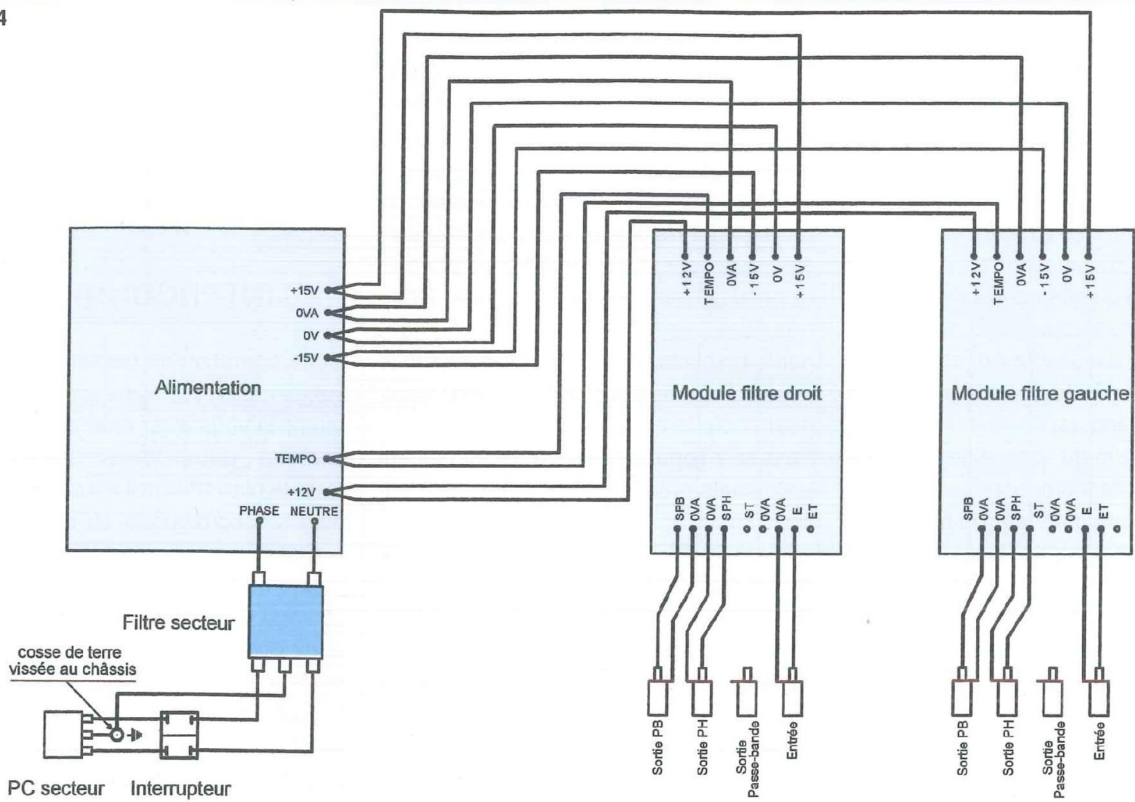 4
+15V
0VA
0V
-15V
Alimentation
TEMPO
+12V
PHASE NEUTRE
+12V
TEMPO
0VA
-15V
0V
+15V
Module filtre droit
SPB
0VA
0VA
SPH
ST
0VA
0VA
E
ET
+12V
TEMPO
0VA
-15V
0V
+15V
Module filtre gauche
SPB
0VA
0VA
SPH
ST
0VA
0VA
E
ET
Filtre secteur
cosse de terre
vissée au châssis
PC secteur
Interrupteur
Sortie PB
Sortie PH
Sortie
Passe-bande
Entrée
Sortie PB
Sortie PH
Sortie
Passe-bande
Entrée